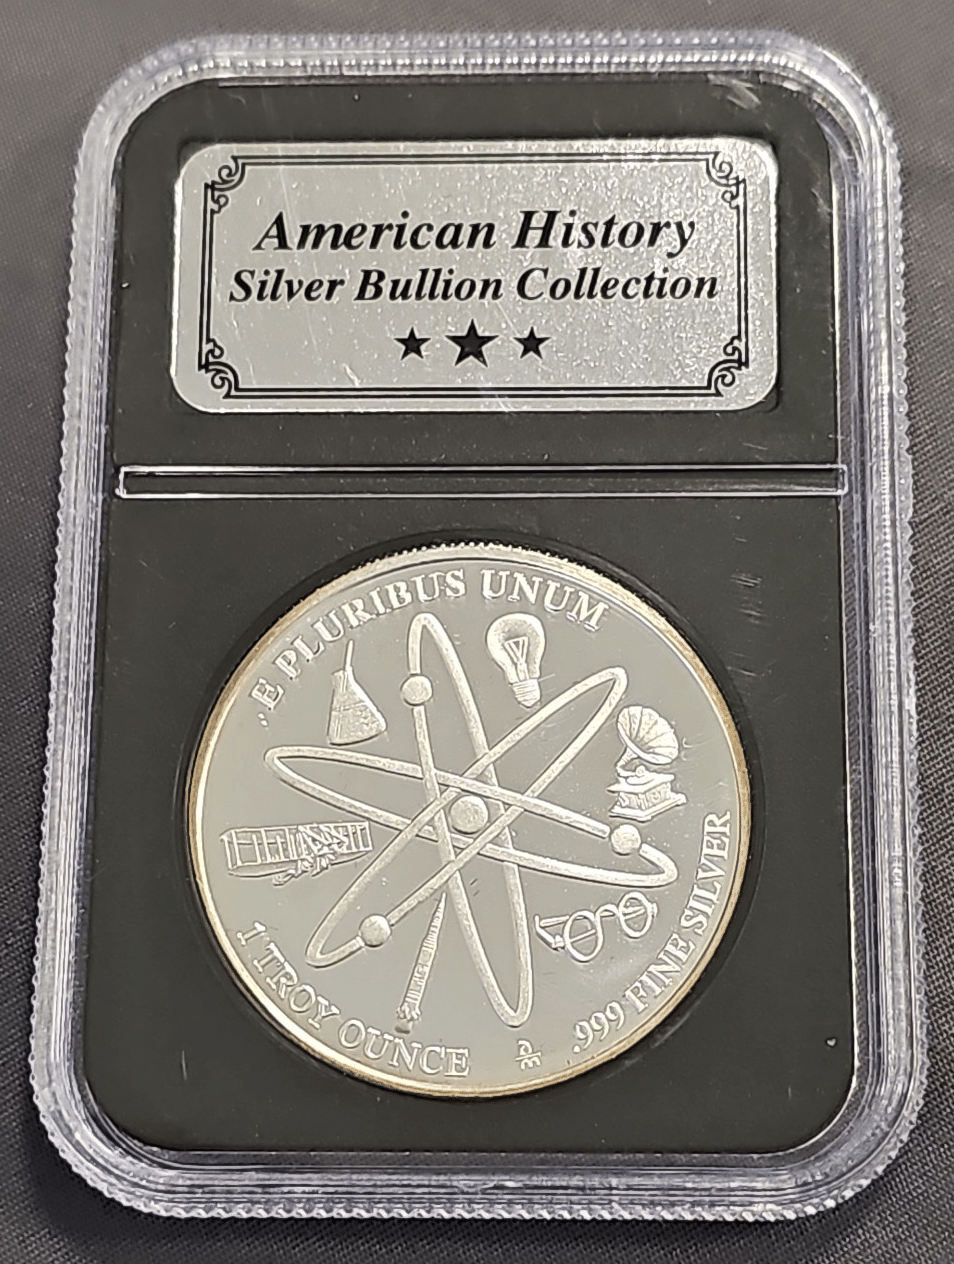 American History
Silver Bullion Collection
E PLURIBUS UNUM
1 TROY OUNCE
.999 FINE SILVER